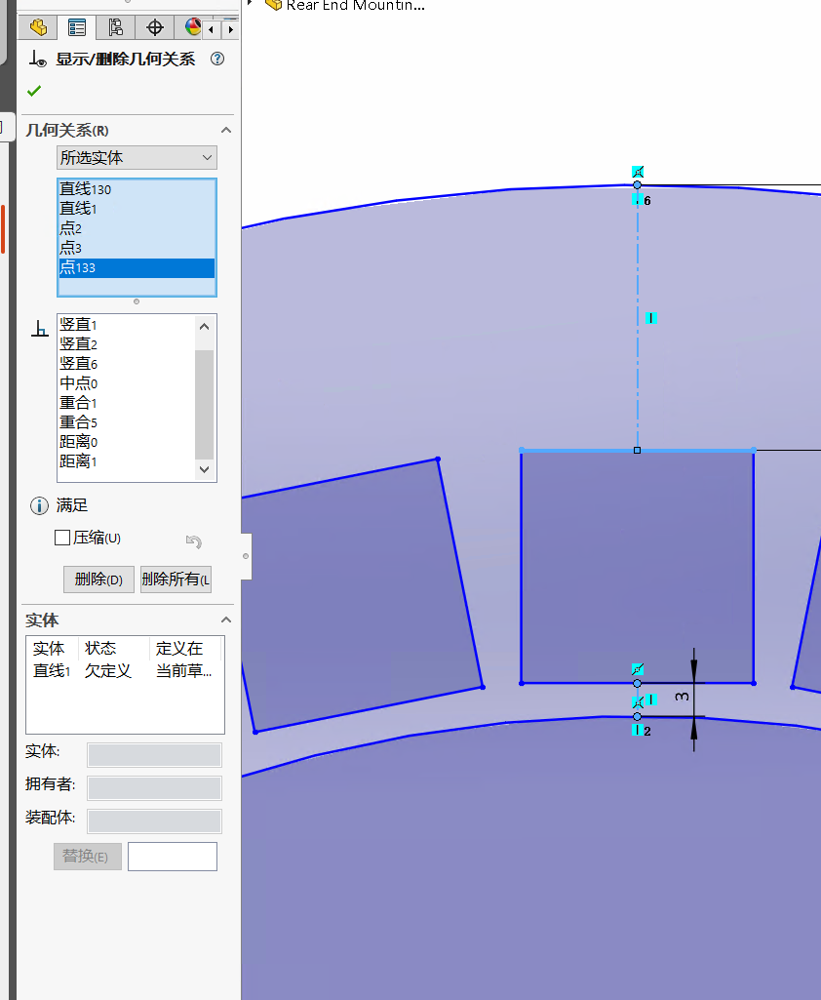 Rear End Mountin...
显示/删除几何关系
几何关系(R)
所选实体
直线130
直线1
点2
点3
点133
竖直1
竖直2
竖直6
中点0
重合1
重合5
距离0
距离1
满足
压缩(U)
删除(D) 删除所有(L
实体
实体 状态 定义在
直线1 欠定义 当前草...
实体:
拥有者:
装配体:
替换(E)
6
3
2